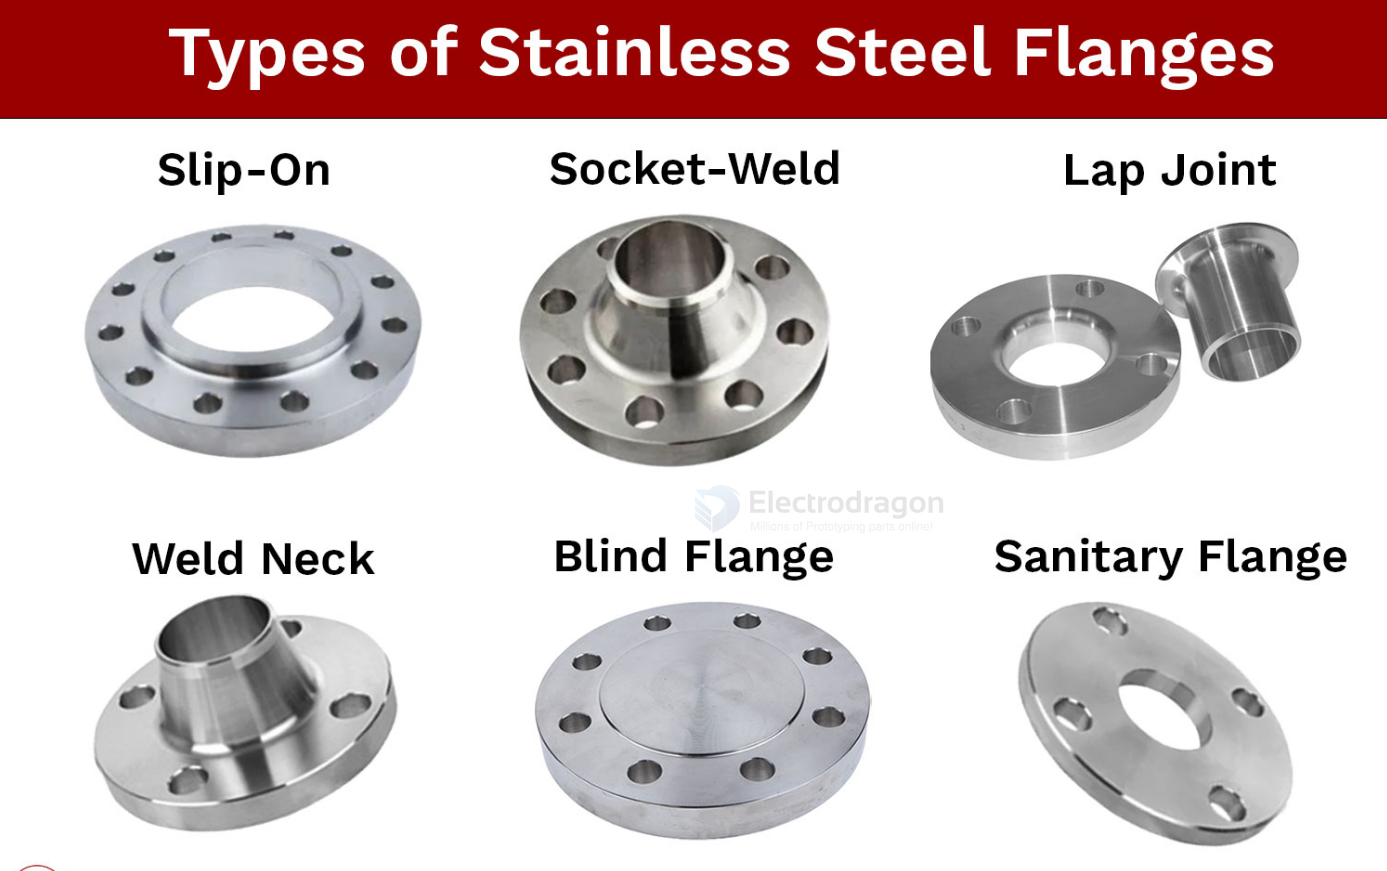 Types of Stainless Steel Flanges
Slip-On
Socket-Weld
Lap Joint
Electrodragon
Millions of Prototyping parts online!
Weld Neck
Blind Flange
Sanitary Flange